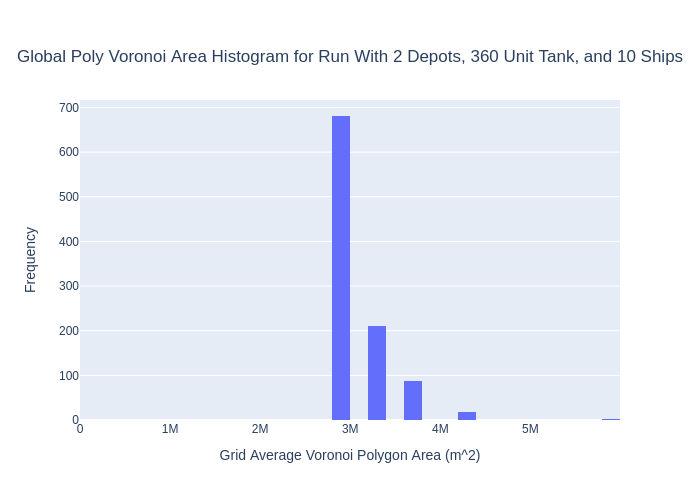 Global Poly Voronoi Area Histogram for Run With 2 Depots, 360 Unit Tank, and 10 Ships
700
600
500
400
300
200
100
0
Frequency
0 1M 2M 3M 4M 5M
Grid Average Voronoi Polygon Area (m^2)